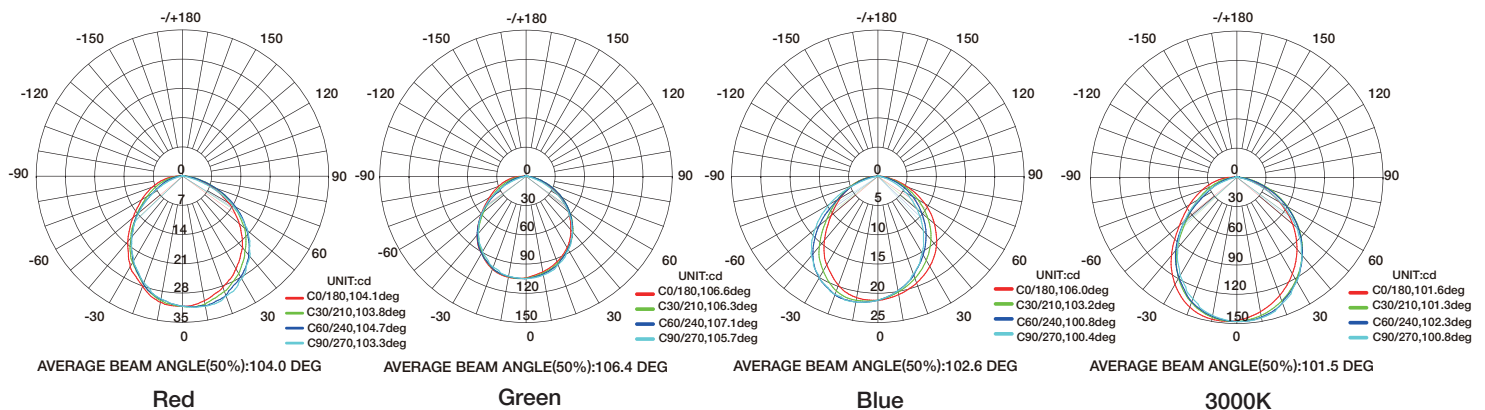 -/+180
-150
150
-120
120
-90
90
-60
60
-30
30
0
0
7
14
21
28
35
UNIT:cd
C0/180,104.1deg
C30/210,103.8deg
C60/240,104.7deg
C90/270,103.3deg
AVERAGE BEAM ANGLE(50%):104.0 DEG
Red
-/+180
-150
150
-120
120
-90
90
-60
60
-30
30
0
0
30
60
90
120
150
UNIT:cd
C0/180,106.6deg
C30/210,106.3deg
C60/240,107.1deg
C90/270,105.7deg
AVERAGE BEAM ANGLE(50%):106.4 DEG
Green
-/+180
-150
150
-120
120
-90
90
-60
60
-30
30
0
0
5
10
15
20
25
UNIT:cd
C0/180,106.0deg
C30/210,103.2deg
C60/240,100.8deg
C90/270,100.4deg
AVERAGE BEAM ANGLE(50%):102.6 DEG
Blue
-/+180
-150
150
-120
120
-90
90
-60
60
-30
30
0
0
30
60
90
120
150
UNIT:cd
C0/180,101.6deg
C30/210,101.3deg
C60/240,102.3deg
C90/270,100.8deg
AVERAGE BEAM ANGLE(50%):101.5 DEG
3000K